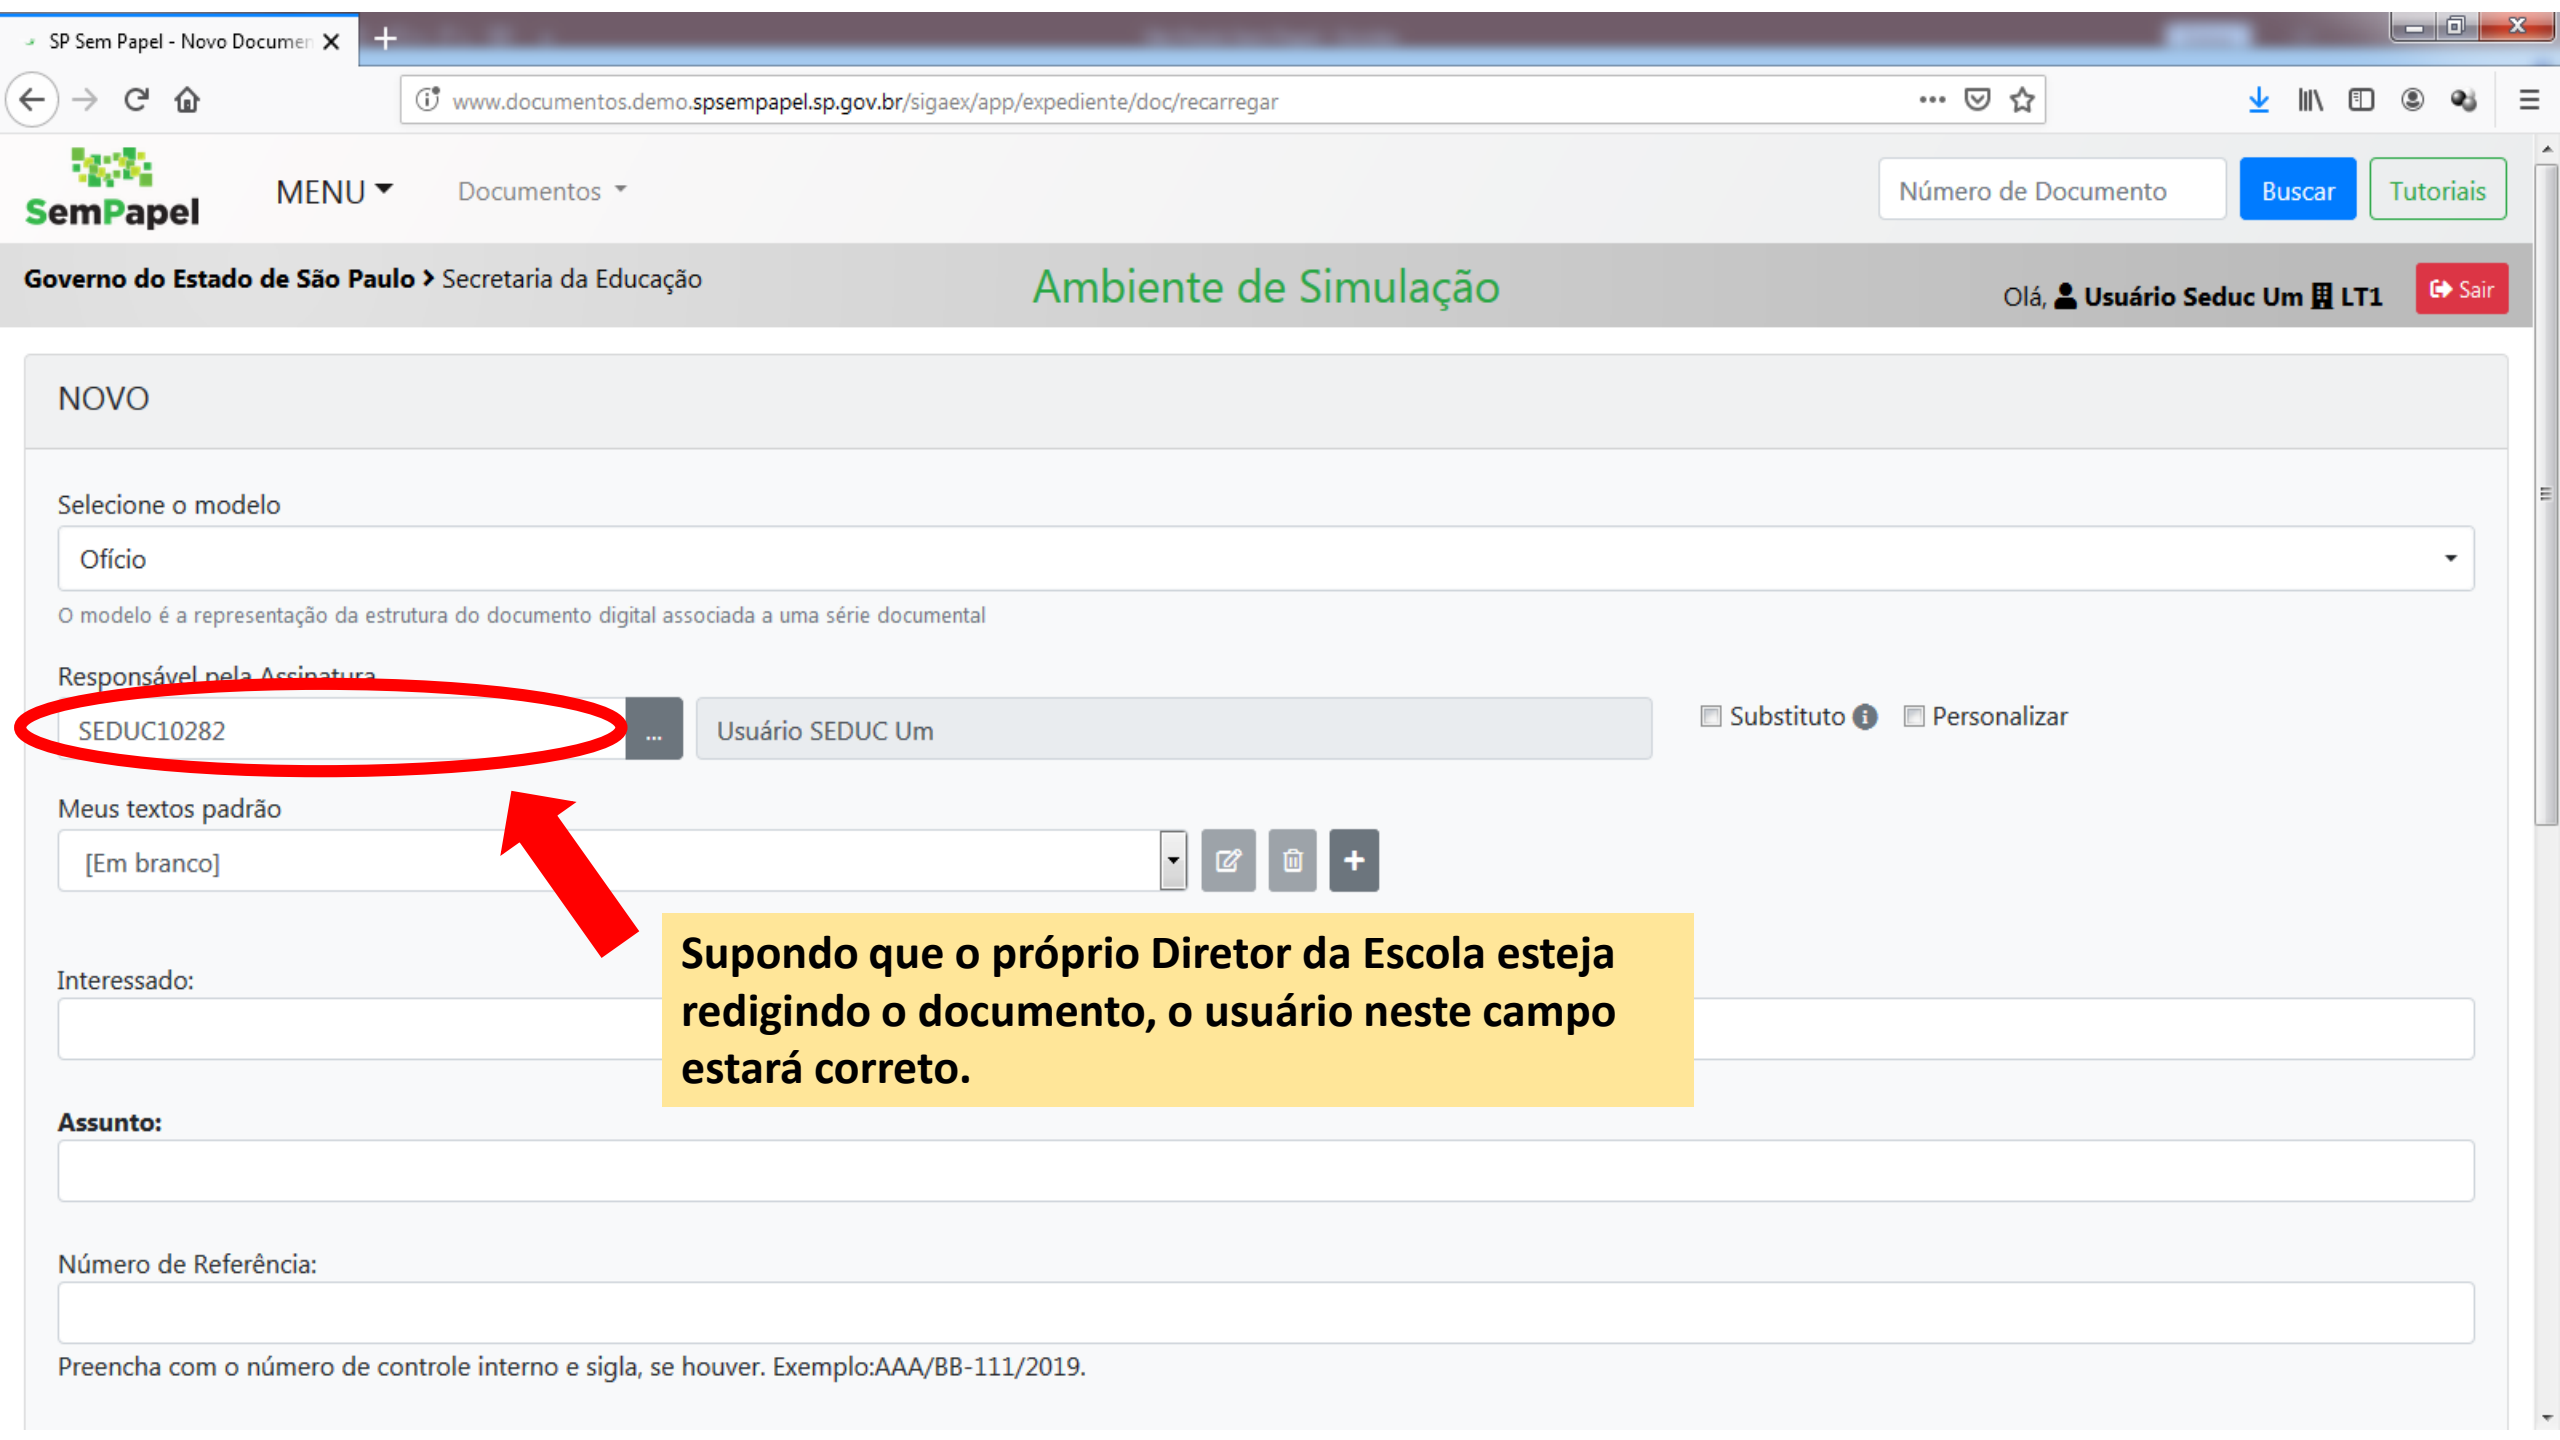 SP Sem Papel - Novo Documen
www.documentos.demo.spsempapel.sp.gov.br/sigaex/app/expediente/doc/recarregar
SemPapel
MENU
Documentos
Número de Documento
Buscar
Tutoriais
Governo do Estado de São Paulo > Secretaria da Educação
Ambiente de Simulação
Olá, Usuário Seduc Um LT1
Sair
NOVO
Selecione o modelo
Ofício
O modelo é a representação da estrutura do documento digital associada a uma série documental
Responsável pela Assinatura
SEDUC10282
...
Usuário SEDUC Um
Substituto
Personalizar
Meus textos padrão
[Em branco]
Supondo que o próprio Diretor da Escola esteja
redigindo o documento, o usuário neste campo
estará correto.
Interessado:
Assunto:
Número de Referência:
Preencha com o número de controle interno e sigla, se houver. Exemplo:AAA/BB-111/2019.